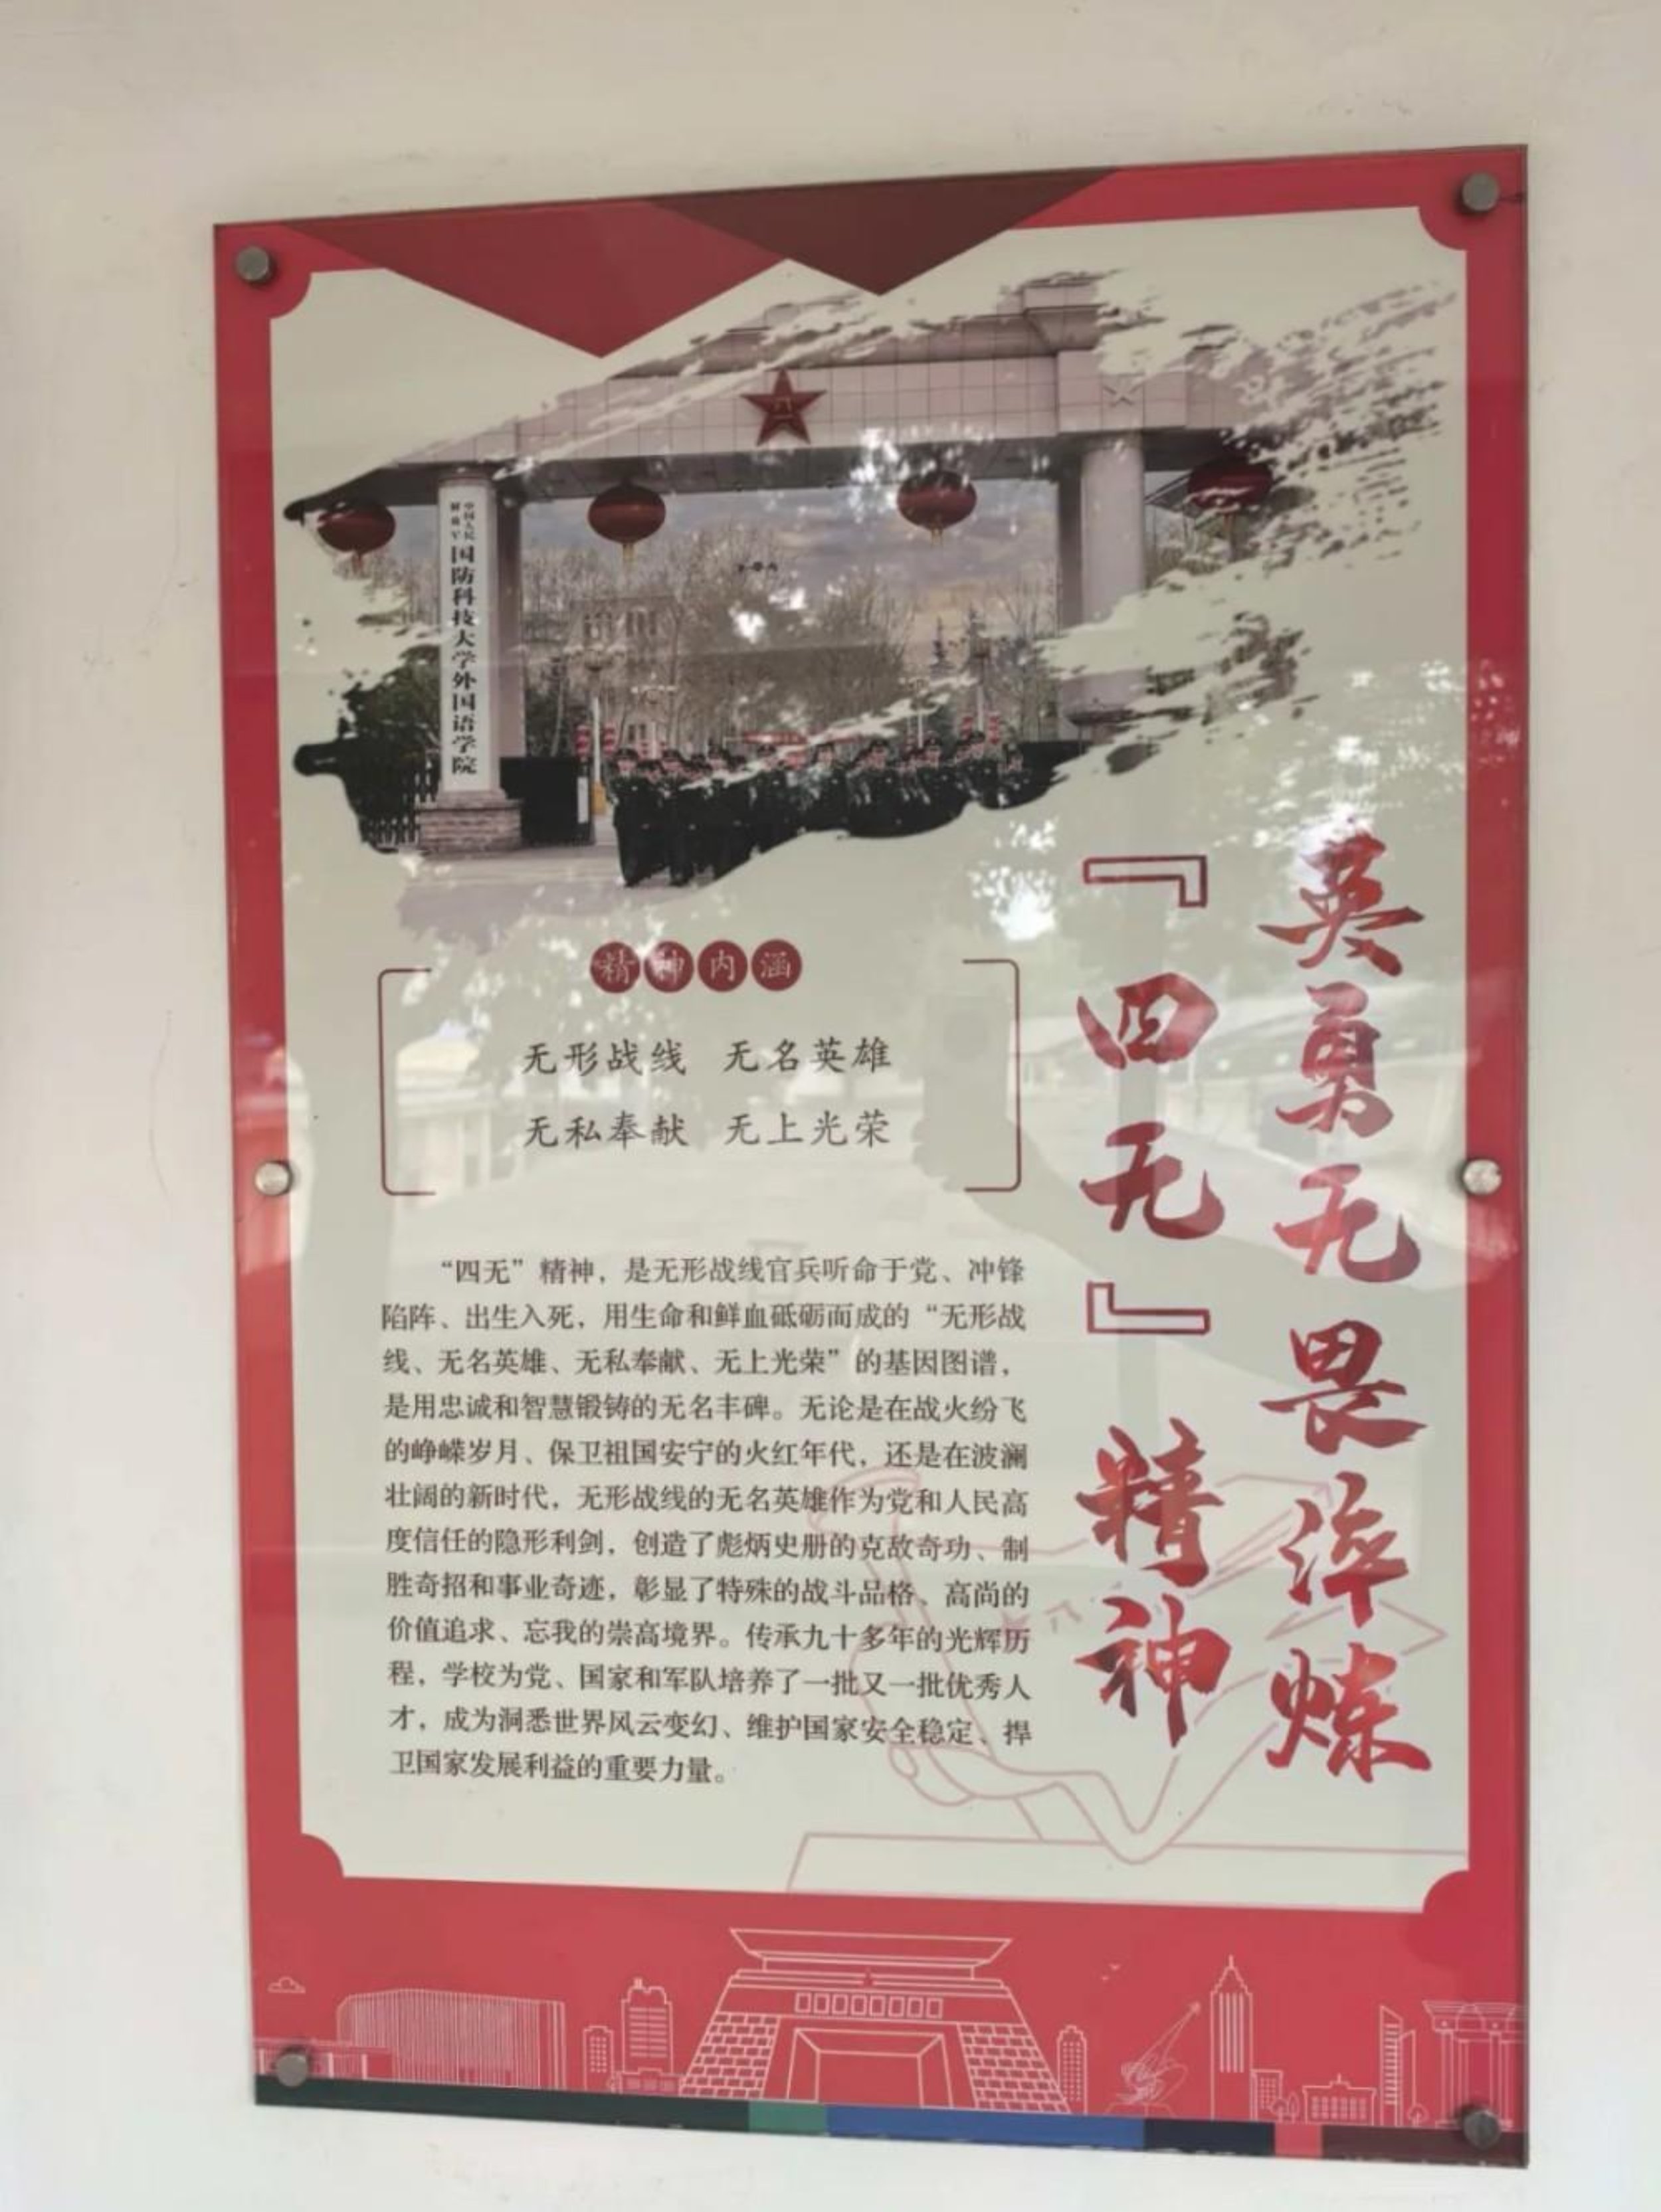 中国人民
解放军
国防科技大学外国语学院
英勇无畏淬炼
『四无』精神
精神内涵
无形战线 无名英雄
无私奉献 无上光荣
“四无”精神，是无形战线官兵听命于党、冲锋
陷阵、出生入死，用生命和鲜血砥砺而成的“无形战
线、无名英雄、无私奉献、无上光荣”的基因图谱，
是用忠诚和智慧锻铸的无名丰碑。无论是在战火纷飞
的峥嵘岁月、保卫祖国安宁的火红年代，还是在波澜
壮阔的新时代，无形战线的无名英雄作为党和人民高
度信任的隐形利剑，创造了彪炳史册的克敌奇功、制
胜奇招和事业奇迹，彰显了特殊的战斗品格、高尚的
价值追求、忘我的崇高境界。传承九十多年的光辉历
程，学校为党、国家和军队培养了一批又一批优秀人
才，成为洞悉世界风云变幻、维护国家安全稳定、捍
卫国家发展利益的重要力量。